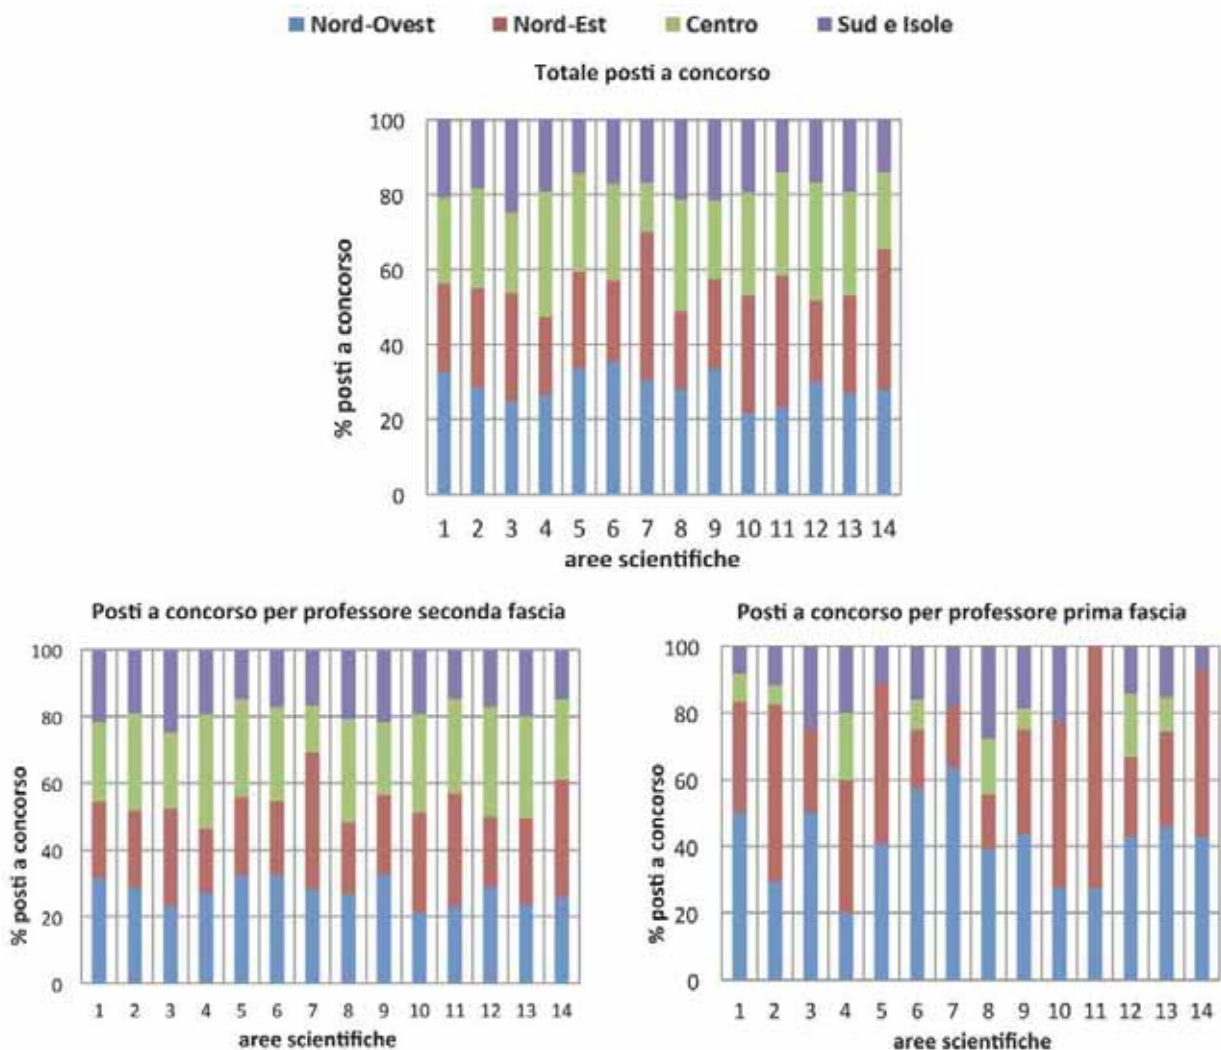 Nord-Ovest Nord-Est Centro Sud e Isole
Totale posti a concorso
% posti a concorso
100
80
60
40
20
0
1 2 3 4 5 6 7 8 9 10 11 12 13 14
aree scientifiche
Posti a concorso per professore seconda fascia
% posti a concorso
100
80
60
40
20
0
1 2 3 4 5 6 7 8 9 10 11 12 13 14
aree scientifiche
Posti a concorso per professore prima fascia
% posti a concorso
100
80
60
40
20
0
1 2 3 4 5 6 7 8 9 10 11 12 13 14
aree scientifiche